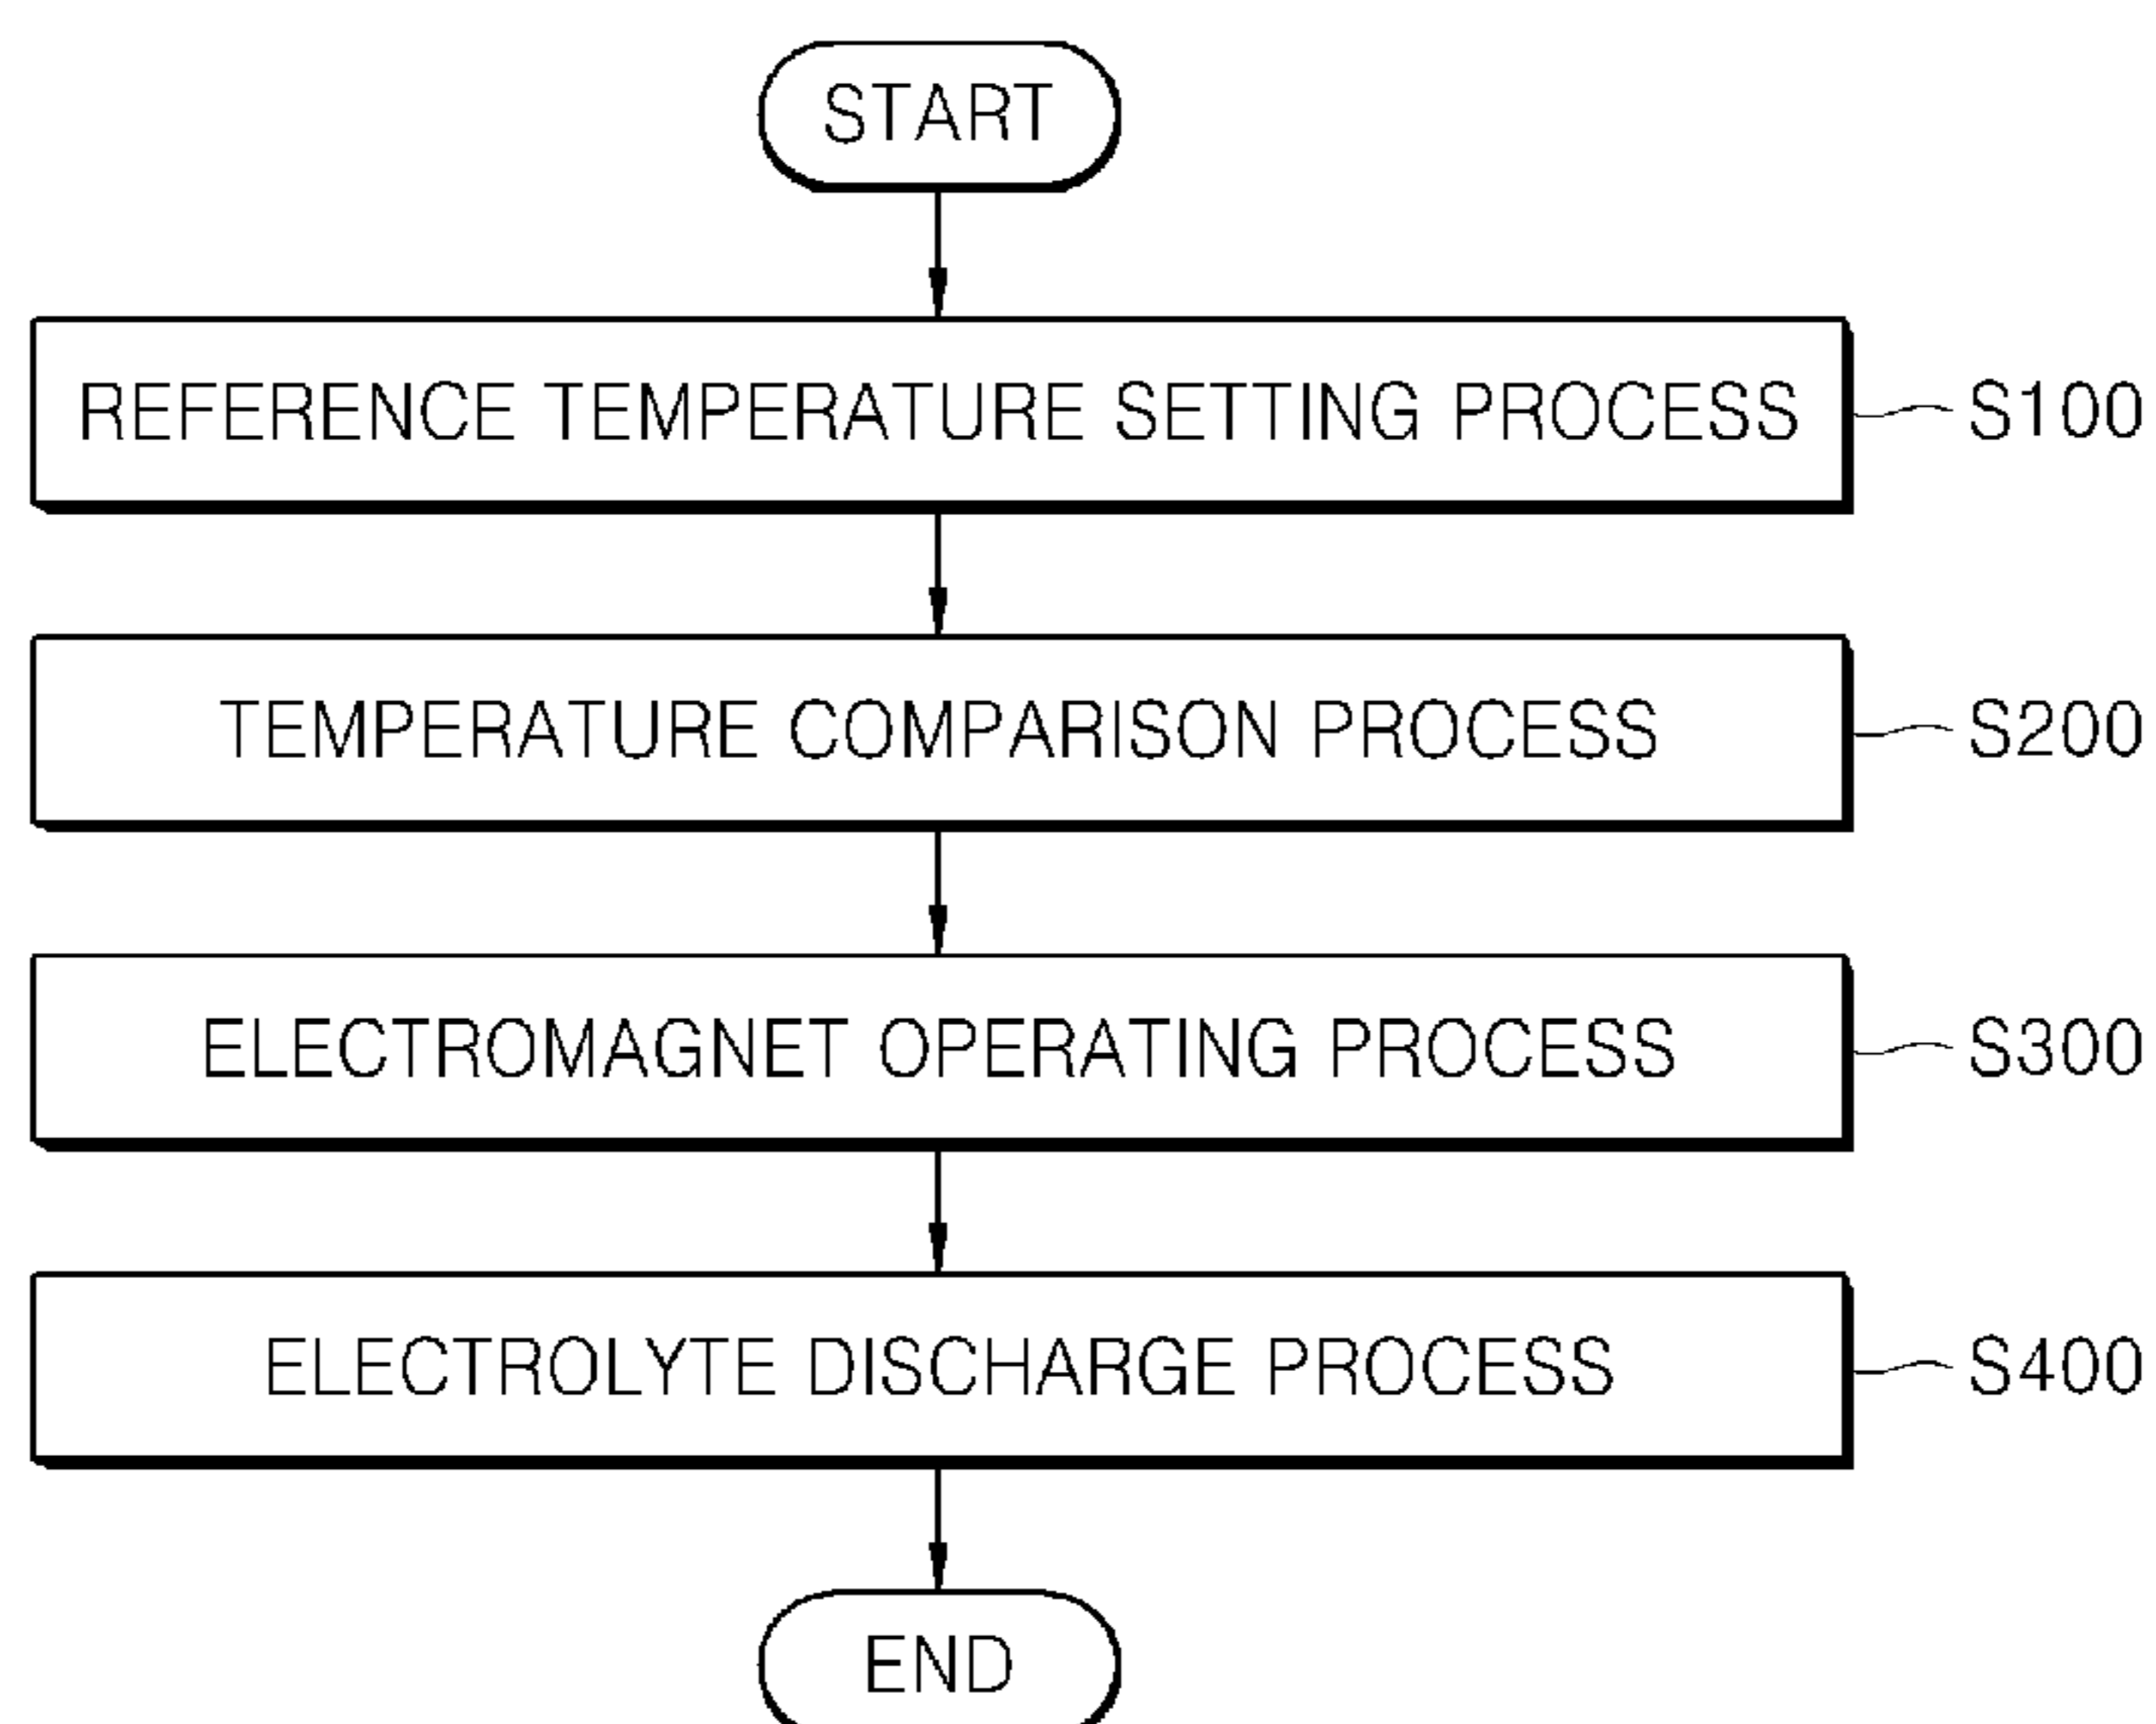 START
REFERENCE TEMPERATURE SETTING PROCESS S100
TEMPERATURE COMPARISON PROCESS S200
ELECTROMAGNET OPERATING PROCESS S300
ELECTROLYTE DISCHARGE PROCESS S400
END